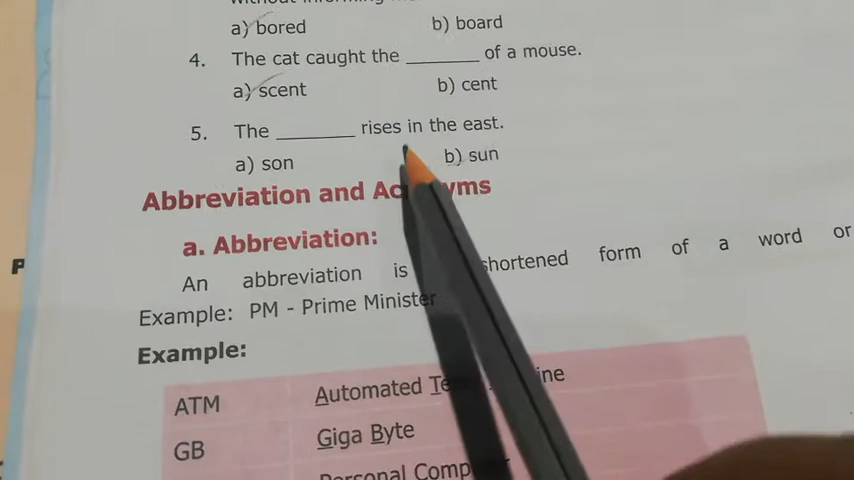 a) bored b) board
4. The cat caught the _______ of a mouse.
a) scent b) cent
5. The ________ rises in the east.
a) son b) sun
Abbreviation and
a. Abbreviation:
An abbreviation is shortened form of a word or
Example: PM - Prime Minister
Example:
ATM Automated
GB Giga Byte
Personal